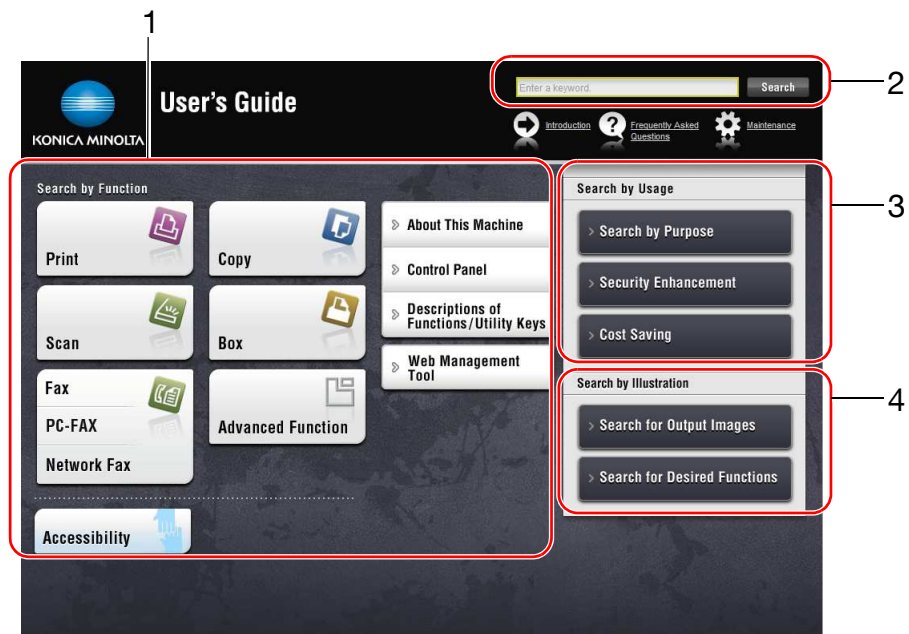 1
2
3
4
KONICA MINOLTA
User's Guide
Enter a keyword.
Search
Introduction
Frequently Asked
Questions
Maintenance
Search by Function
Print
Copy
Scan
Box
Fax
PC-FAX
Network Fax
Advanced Function
Accessibility
About This Machine
Control Panel
Descriptions of
Functions/Utility Keys
Web Management
Tool
Search by Usage
Search by Purpose
Security Enhancement
Cost Saving
Search by Illustration
Search for Output Images
Search for Desired Functions